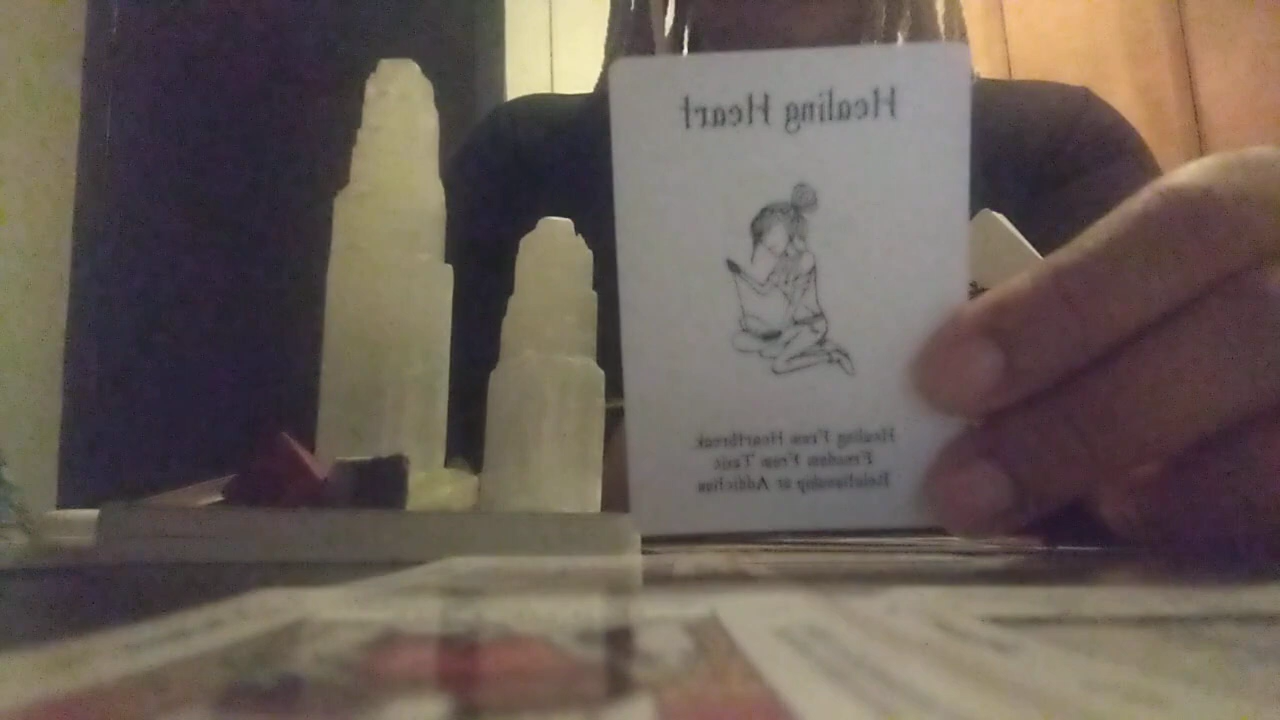 Healing Heart
Healing From Heartbreak
Freedom From Toxic
Relationship or Addiction